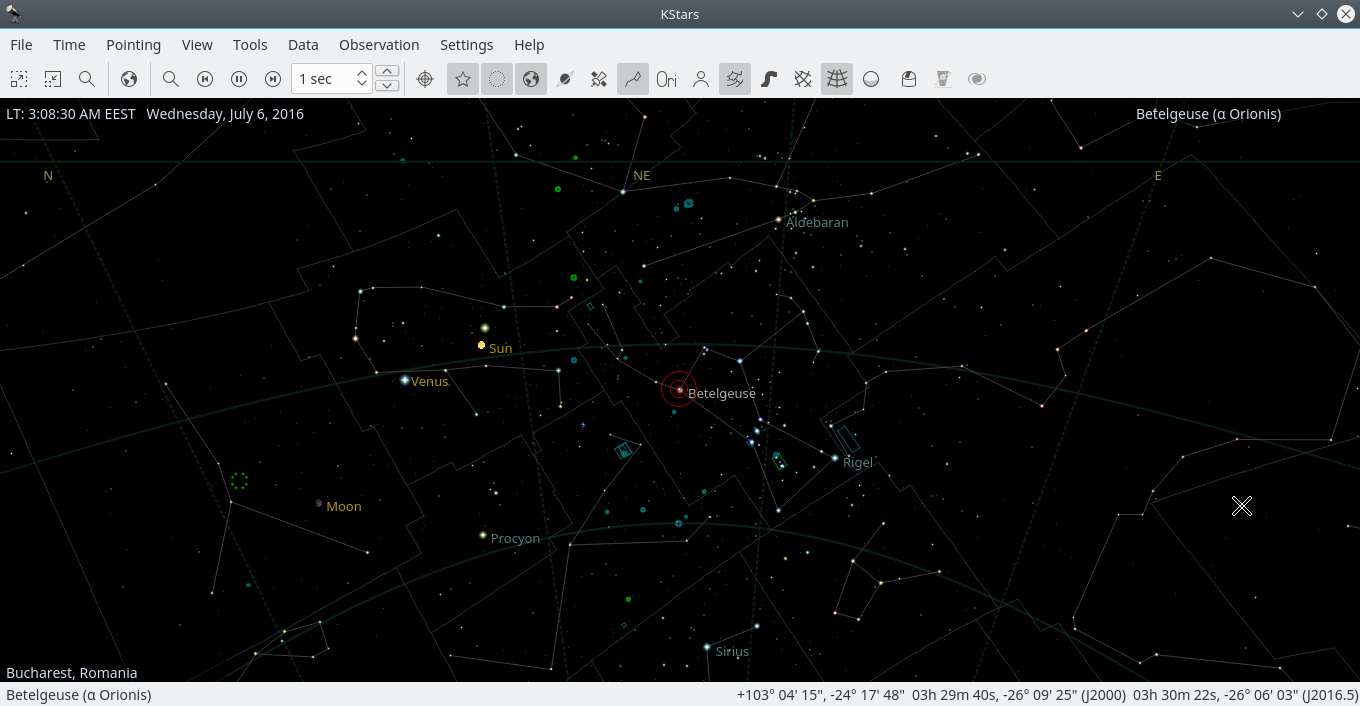 KStars
File Time Pointing View Tools Data Observation Settings Help
1 sec Ori
LT: 3:08:30 AM EEST Wednesday, July 6, 2016 Betelgeuse (α Orionis)
N NE E
Aldebaran
Sun
Venus
Betelgeuse
Rigel
Moon
Procyon
Sirius
Bucharest, Romania
Betelgeuse (α Orionis) +103° 04' 15", -24° 17' 48" 03h 29m 40s, -26° 09' 25" (J2000) 03h 30m 22s, -26° 06' 03" (J2016.5)